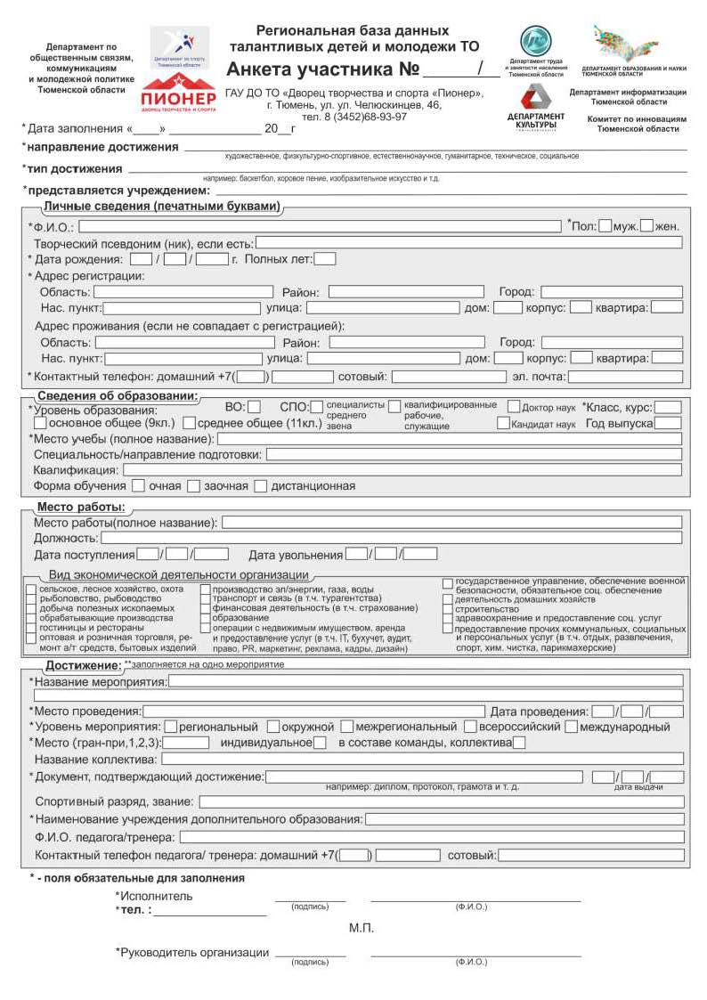 Департамент по
общественным связям,
коммуникациям
и молодежной политике
Тюменской области
Департамент по спорту
Тюменской области
ПИОНЕР
ДВОРЕЦ ТВОРЧЕСТВА И СПОРТА
Региональная база данных
талантливых детей и молодежи ТО
Анкета участника № ______/__
ГАУ ДО ТО «Дворец творчества и спорта «Пионер»,
г. Тюмень, ул. ул. Челюскинцев, 46,
тел. 8 (3452)68-93-97
Департамент труда
и занятости населения
Тюменской области
ДЕПАРТАМЕНТ ОБРАЗОВАНИЯ И НАУКИ
ТЮМЕНСКОЙ ОБЛАСТИ
ДЕПАРТАМЕНТ
КУЛЬТУРЫ
Департамент информатизации
Тюменской области
Комитет по инновациям
Тюменской области
*Дата заполнения «____» ______________ 20__г
*направление достижения
художественное, физкультурно-спортивное, естественнонаучное, гуманитарное, техническое, социальное
*тип достижения
например: баскетбол, хоровое пение, изобразительное искусство и т.д.
*представляется учреждением:
Личные сведения (печатными буквами)
*Ф.И.О.: *Пол: муж. жен.
Творческий псевдоним (ник), если есть:
* Дата рождения: / / г. Полных лет:
* Адрес регистрации:
Область: Район: Город:
Нас. пункт: улица: дом: корпус: квартира:
Адрес проживания (если не совпадает с регистрацией):
Область: Район: Город:
Нас. пункт: улица: дом: корпус: квартира:
*Контактный телефон: домашний +7( ) сотовый: эл. почта:
Сведения об образовании:
*Уровень образования: ВО: СПО: специалисты среднего звена квалифицированные рабочие, служащие Доктор наук *Класс, курс:
основное общее (9кл.) среднее общее (11кл.) Кандидат наук Год выпуска
*Место учебы (полное название):
Специальность/направление подготовки:
Квалификация:
Форма обучения очная заочная дистанционная
Место работы:
Место работы(полное название):
Должность:
Дата поступления / / Дата увольнения / /
Вид экономической деятельности организации
сельское, лесное хозяйство, охота
рыболовство, рыбоводство
добыча полезных ископаемых
обрабатывающие производства
гостиницы и рестораны
оптовая и розничная торговля, ре-
монт а/т средств, бытовых изделий
производство эл/энергии, газа, воды
транспорт и связь (в т.ч. турагентства)
финансовая деятельность (в т.ч. страхование)
образование
операции с недвижимым имуществом, аренда
и предоставление услуг (в т.ч. IT, бухучет, аудит,
право, PR, маркетинг, реклама, кадры, дизайн)
государственное управление, обеспечение военной
безопасности, обязательное соц. обеспечение
деятельность домашних хозяйств
строительство
здравоохранение и предоставление соц. услуг
предоставление прочих коммунальных, социальных
и персональных услуг (в т.ч. отдых, развлечения,
спорт, хим. чистка, парикмахерские)
Достижение: **заполняется на одно мероприятие
*Название мероприятия:
*Место проведения: Дата проведения: / /
*Уровень мероприятия: региональный окружной межрегиональный всероссийский международный
*Место (гран-при,1,2,3): индивидуальное в составе команды, коллектива
Название коллектива:
*Документ, подтверждающий достижение: / /
например: диплом, протокол, грамота и т. д. дата выдачи
Спортивный разряд, звание:
*Наименование учреждения дополнительного образования:
Ф.И.О. педагога/тренера:
Контактный телефон педагога/ тренера: домашний +7( ) сотовый:
* - поля обязательные для заполнения
*Исполнитель
(подпись) (Ф.И.О.)
*тел. :
М.П.
*Руководитель организации
(подпись) (Ф.И.О.)